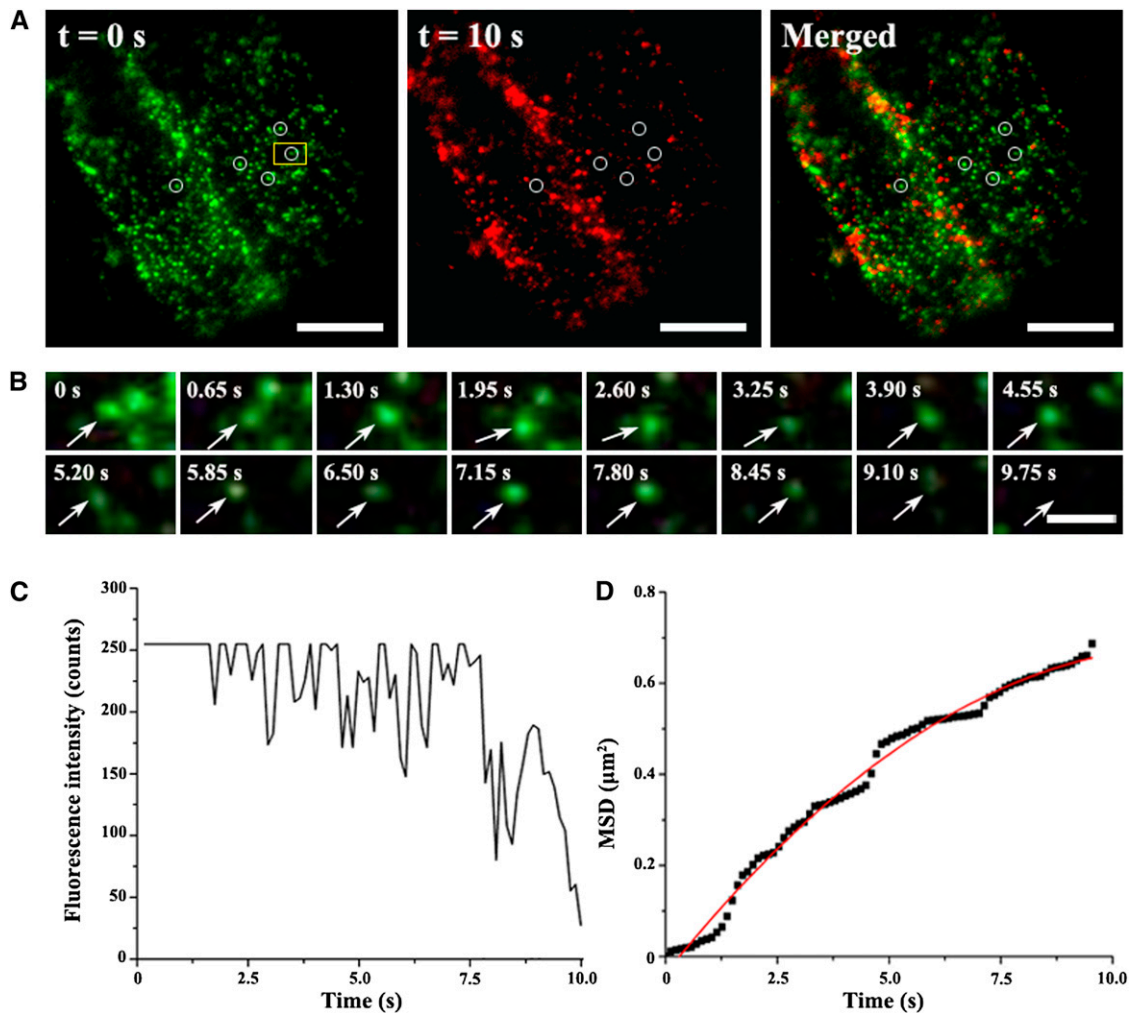 A
t = 0 s
t = 10 s
Merged
B
0 s
0.65 s
1.30 s
1.95 s
2.60 s
3.25 s
3.90 s
4.55 s
5.20 s
5.85 s
6.50 s
7.15 s
7.80 s
8.45 s
9.10 s
9.75 s
C
Fluorescence intensity (counts)
300
250
200
150
100
50
0
0.0
2.5
5.0
7.5
10.0
Time (s)
D
MSD (μm²)
0.8
0.6
0.4
0.2
0
0.0
2.5
5.0
7.5
10.0
Time (s)